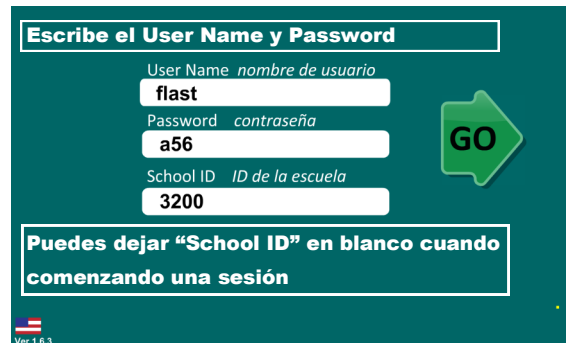 Escribe el User Name y Password
User Name nombre de usuario
flast
Password contraseña
a56
GO
School ID ID de la escuela
3200
Puedes dejar “School ID” en blanco cuando
comenzando una sesión
Ver 1.6.3